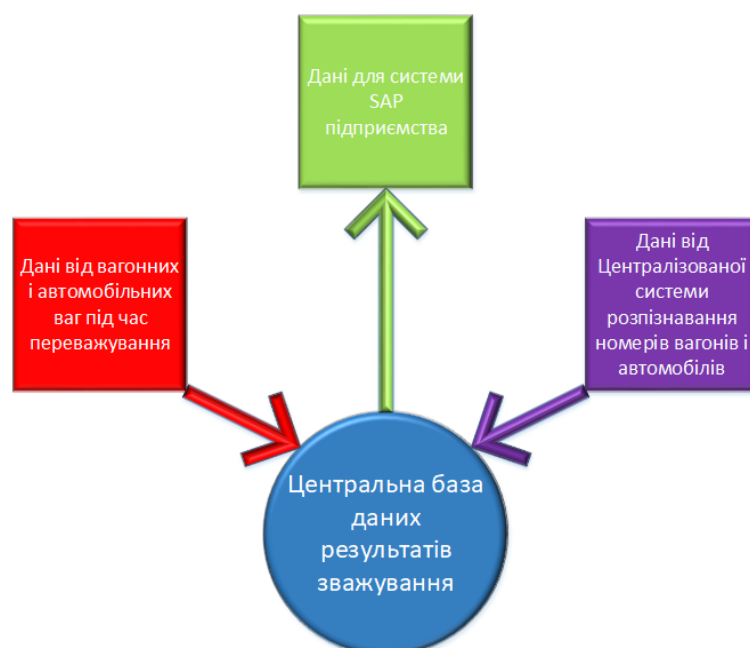 Дані для системи
SAP
підприємства
Дані від вагонних
і автомобільних
ваг під час
переважування
Дані від
Централізованої
системи
розпізнавання
номерів вагонів і
автомобілів
Центральна база
даних
результатів
зважування